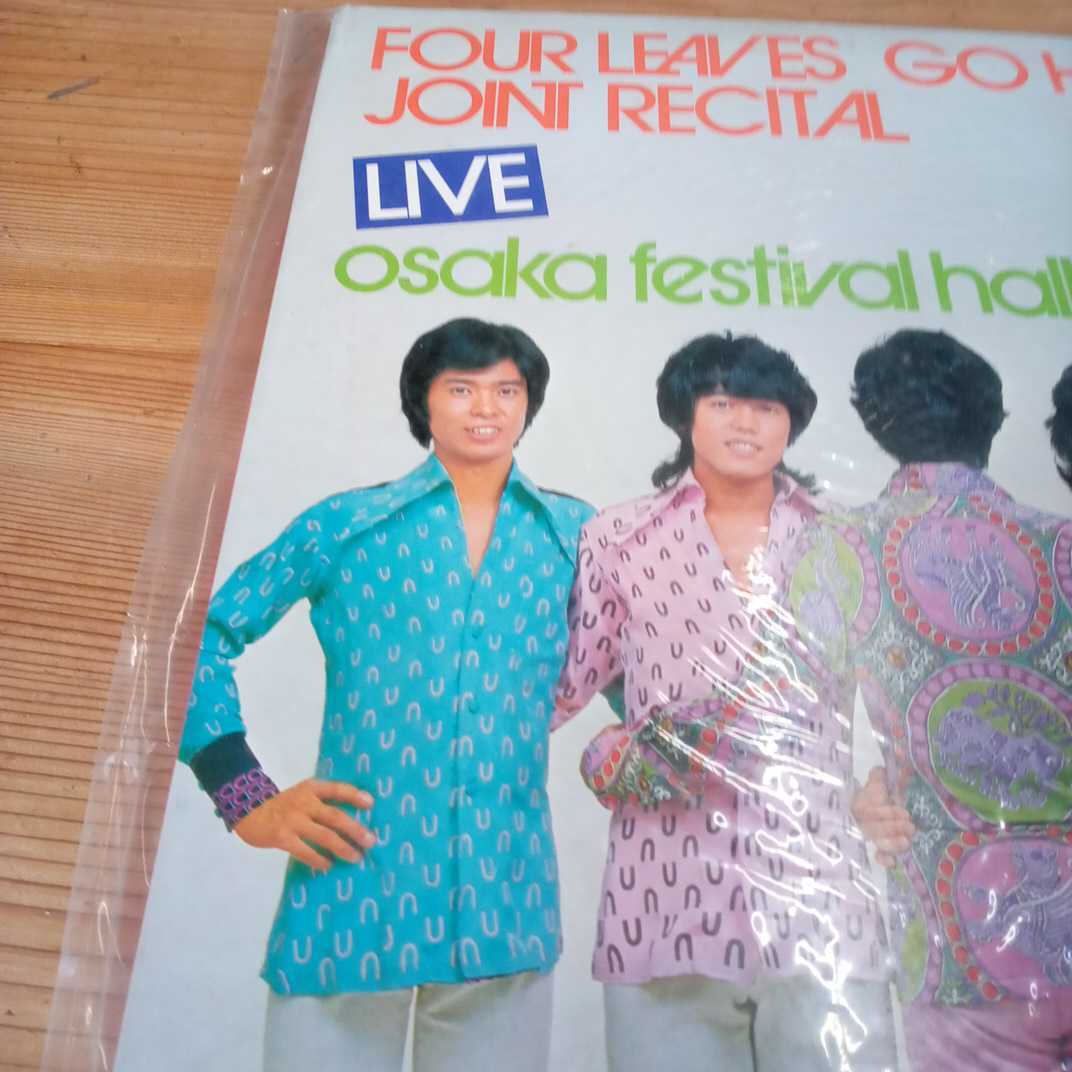 FOUR LEAVES GO H
JOINT RECITAL
LIVE
osaka festival hall